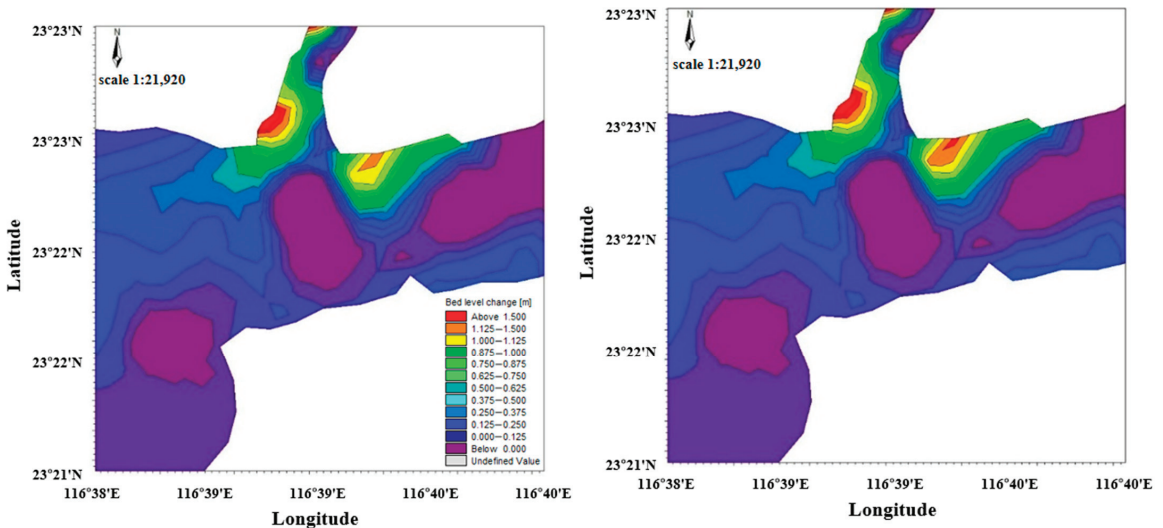 23°23'N
N
scale 1:21,920
23°23'N
Latitude
23°22'N
23°22'N
23°21'N
116°38'E
116°39'E
116°39'E
116°40'E
116°40'E
Longitude
Bed level change [m]
Above 1.500
1.125—1.500
1.000—1.125
0.875—1.000
0.750—0.875
0.625—0.750
0.500—0.625
0.375—0.500
0.250—0.375
0.125—0.250
0.000—0.125
Below 0.000
Undefined Value
23°23'N
N
scale 1:21,920
23°23'N
Latitude
23°22'N
23°22'N
23°21'N
116°38'E
116°39'E
116°39'E
116°40'E
116°40'E
Longitude